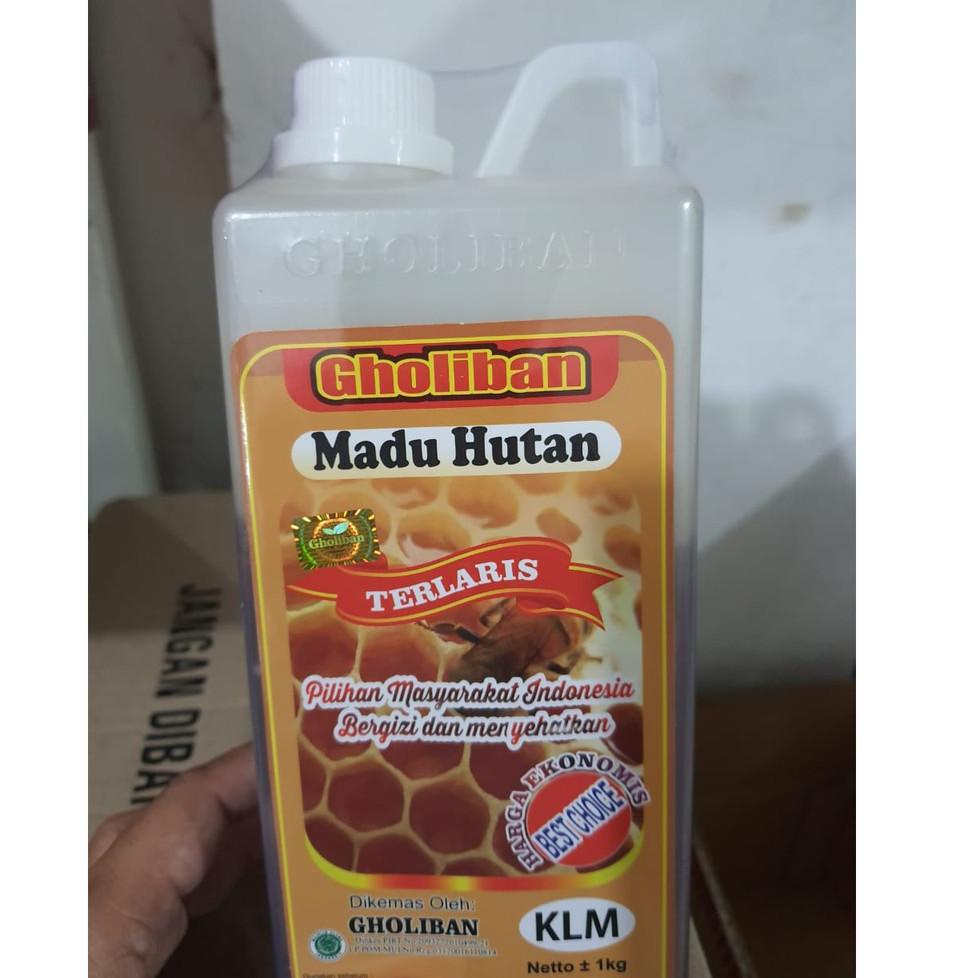 GHOLIBAN
Gholiban
Madu Hutan
Gholiban
TERLARIS
Pilihan Masyarakat Indonesia
Bergizi dan menyehatkan
HARGA EKONOMIS
BEST CHOICE
Dikemas Oleh:
GHOLIBAN
KLM
Netto ± 1kg
JANGAN DIBA